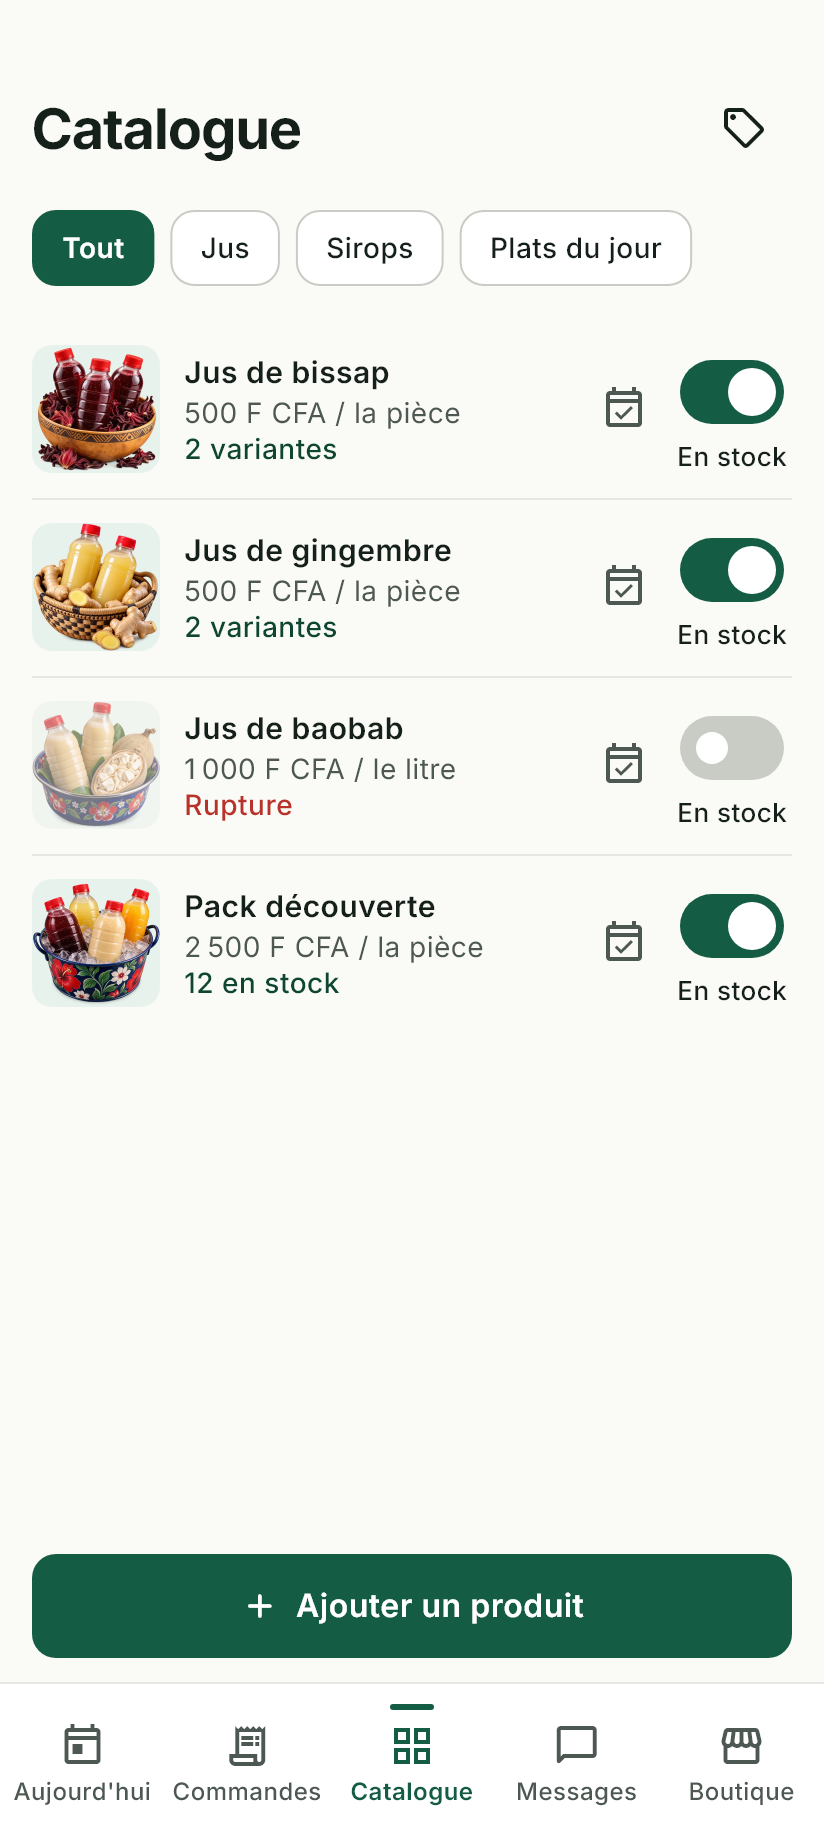 Catalogue
Tout
Jus
Sirops
Plats du jour
Jus de bissap
500 F CFA / la pièce
2 variantes
En stock
Jus de gingembre
500 F CFA / la pièce
2 variantes
En stock
Jus de baobab
1 000 F CFA / le litre
Rupture
En stock
Pack découverte
2 500 F CFA / la pièce
12 en stock
En stock
+ Ajouter un produit
Aujourd'hui
Commandes
Catalogue
Messages
Boutique